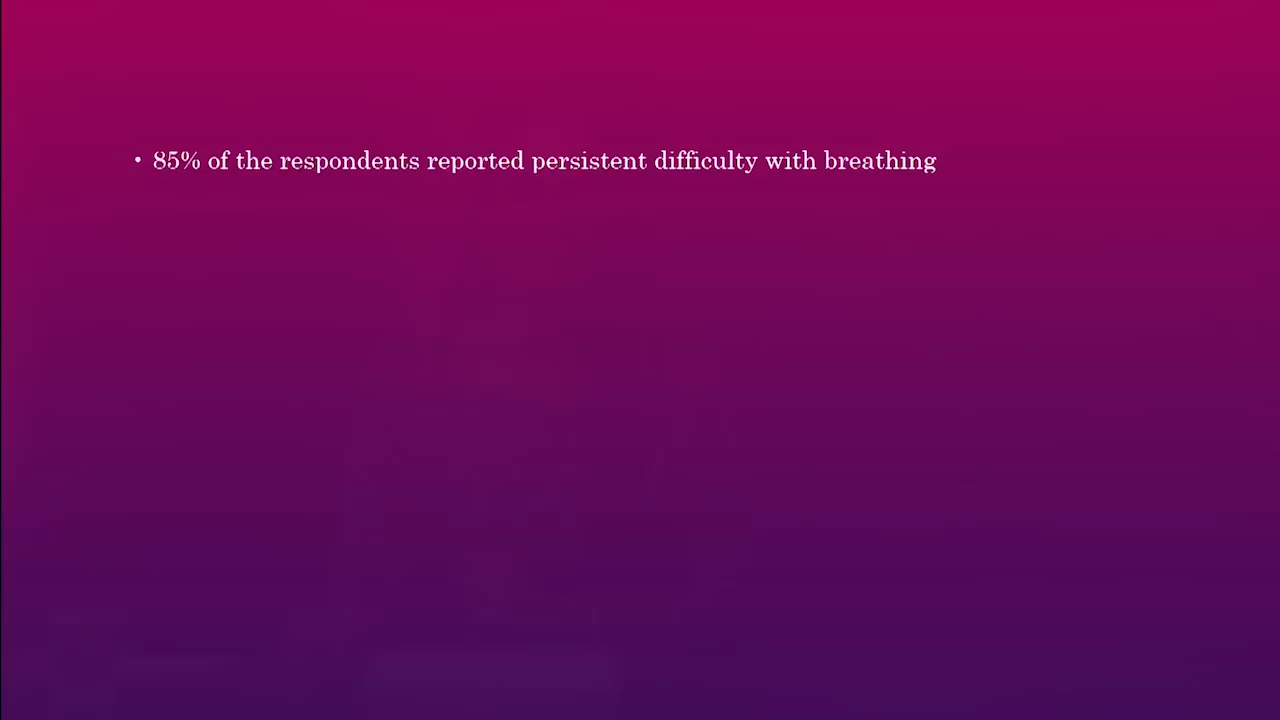 • 85% of the respondents reported persistent difficulty with breathing